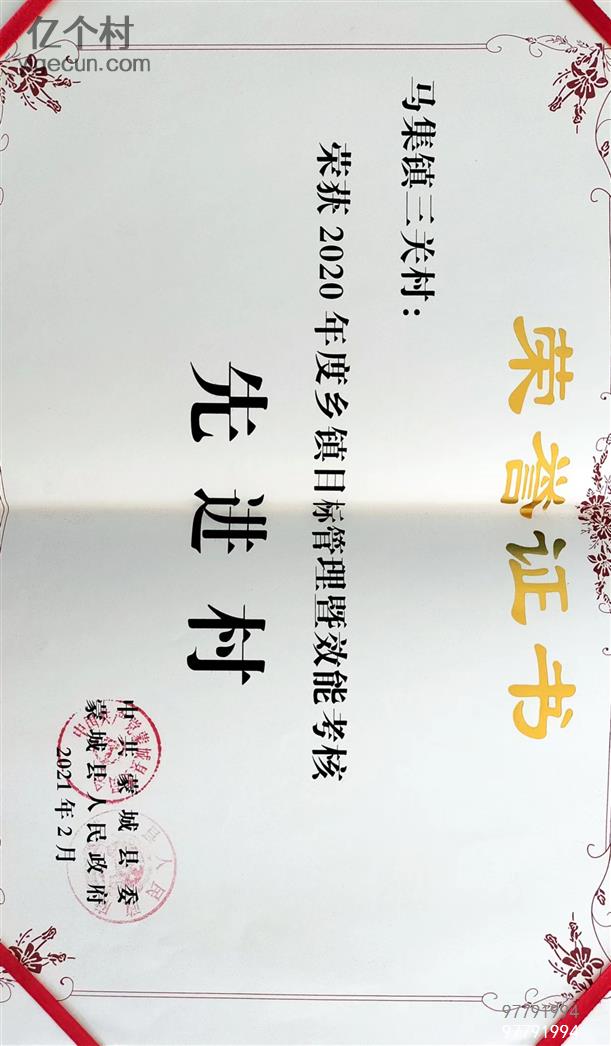 荣誉证书
马集镇三关村：
荣获2020年度乡镇目标管理暨效能考核
先进村
中共蒙城县委
蒙城县人民政府
2021年2月
亿个村
yigecun.com
97791994
97791994